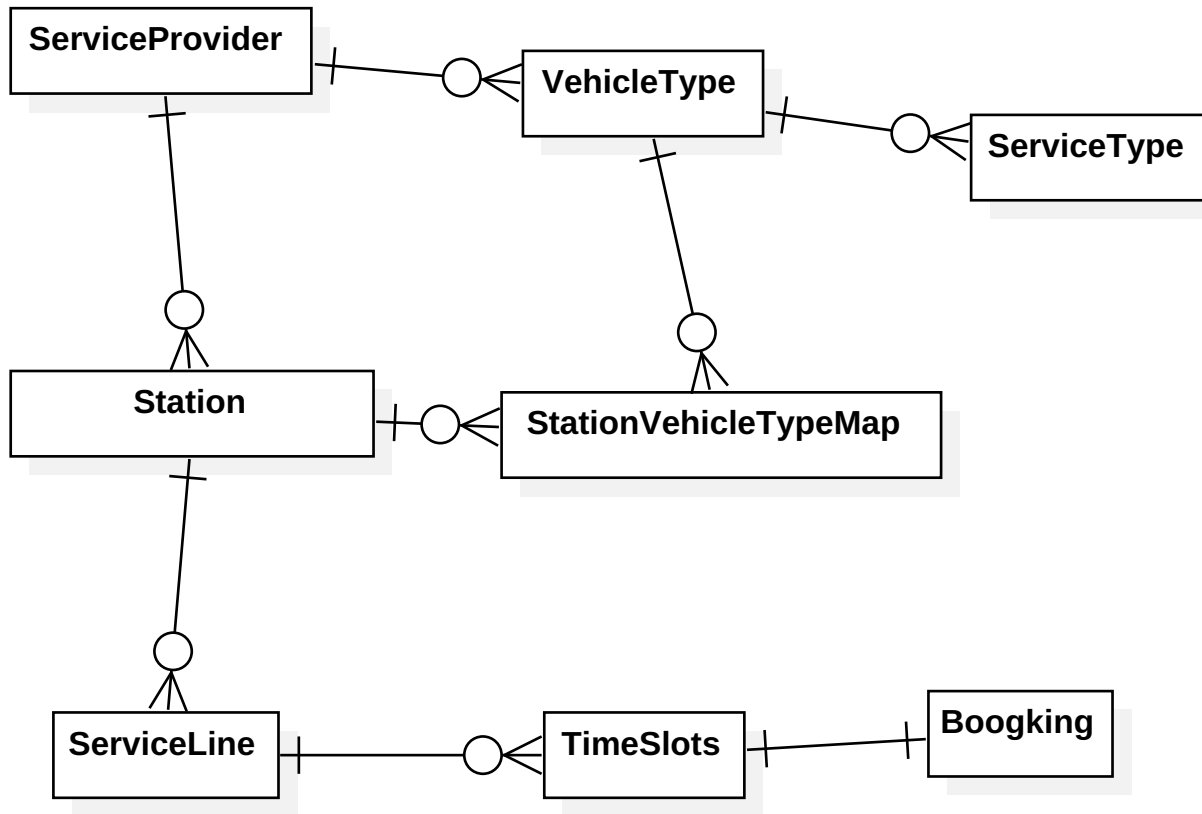 ServiceProvider
VehicleType
ServiceType
Station
StationVehicleTypeMap
ServiceLine
TimeSlots
Boogking